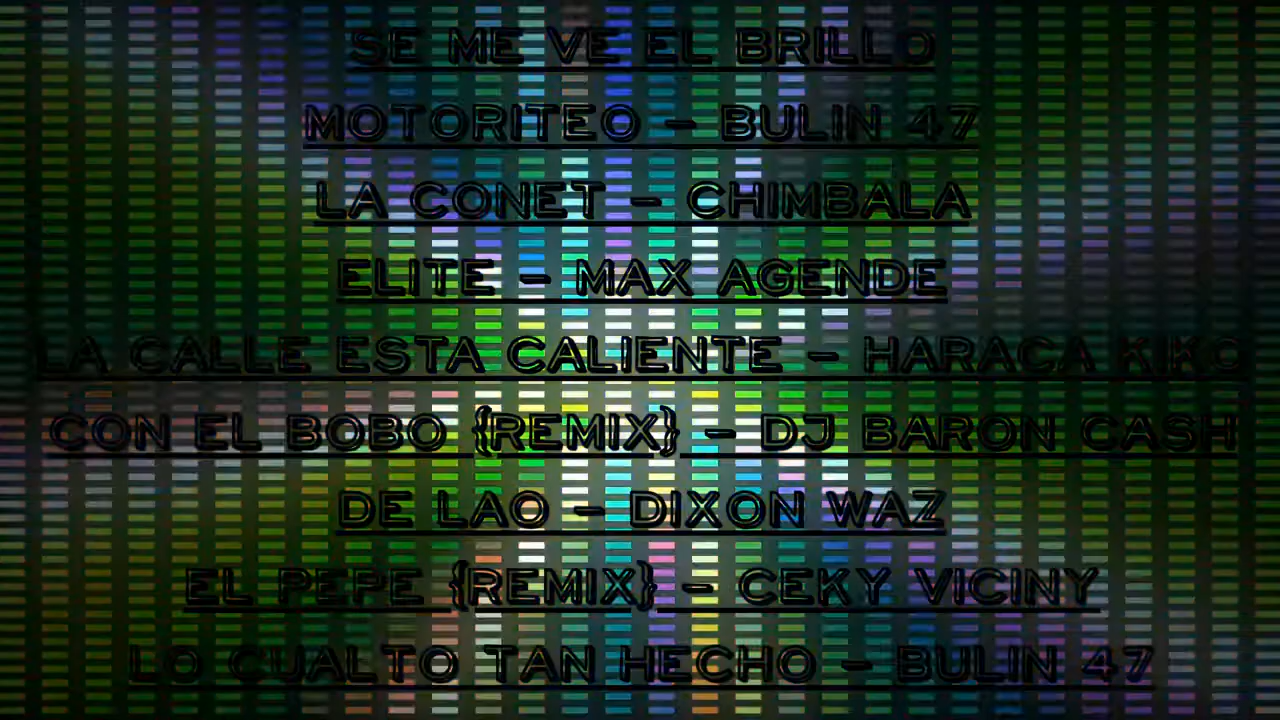 SE ME VE EL BRILLO
MOTORITEO - BULIN 47
LA CONET - CHIMBALA
ELITE - MAX AGENDE
LA CALLE ESTA CALIENTE - HARACA KIKO
CON EL BOBO {REMIX} - DJ BARON CASH
DE LAO - DIXON WAZ
EL PEPE {REMIX} - CEKY VICINY
LO CUALTO TAN HECHO - BULIN 47